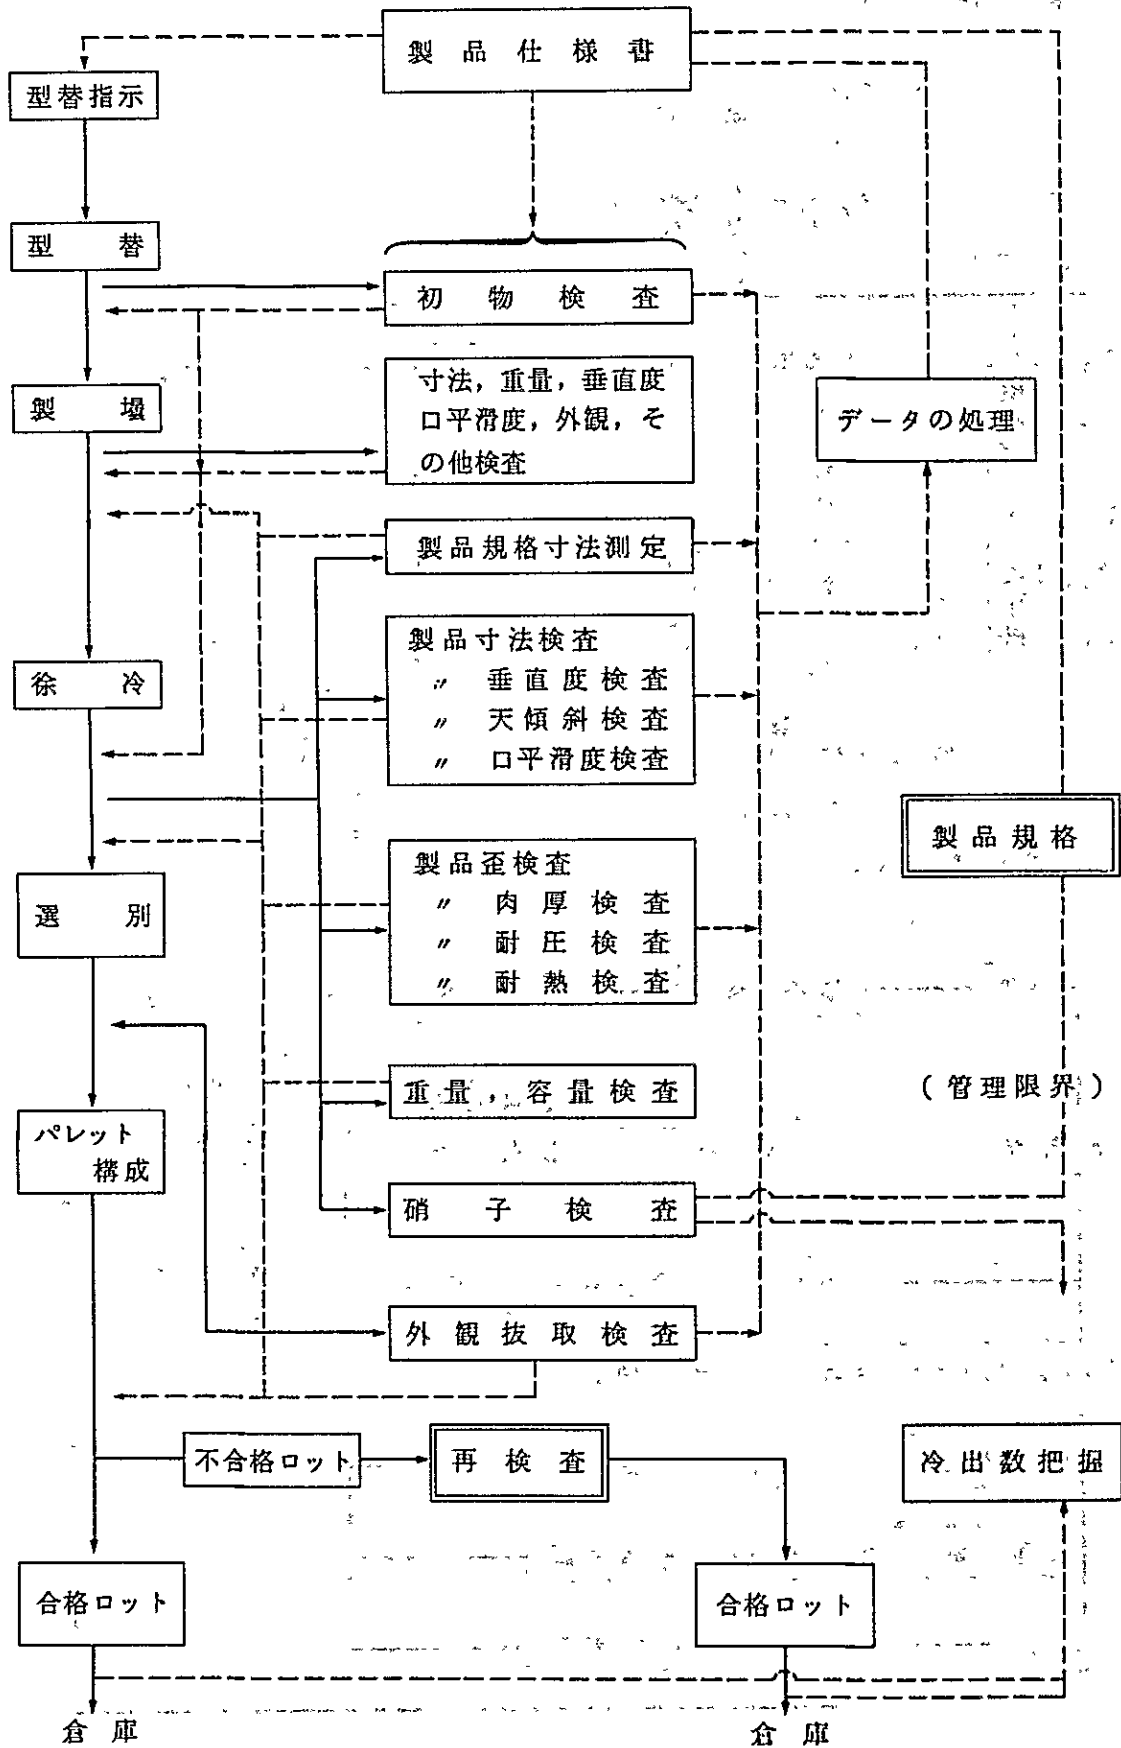 製品仕様書
型替指示
型替
初物検査
製壜
寸法，重量，垂直度
口平滑度，外観，そ
の他検査
データの処理
製品規格寸法測定
製品寸法検査
〃 垂直度検査
〃 天傾斜検査
〃 口平滑度検査
徐冷
製品規格
製品歪検査
〃 肉厚検査
〃 耐圧検査
〃 耐熱検査
選別
（管理限界）
重量，容量検査
パレット
構成
硝子検査
外観抜取検査
不合格ロット
再検査
冷出数把握
合格ロット
合格ロット
倉庫
倉庫